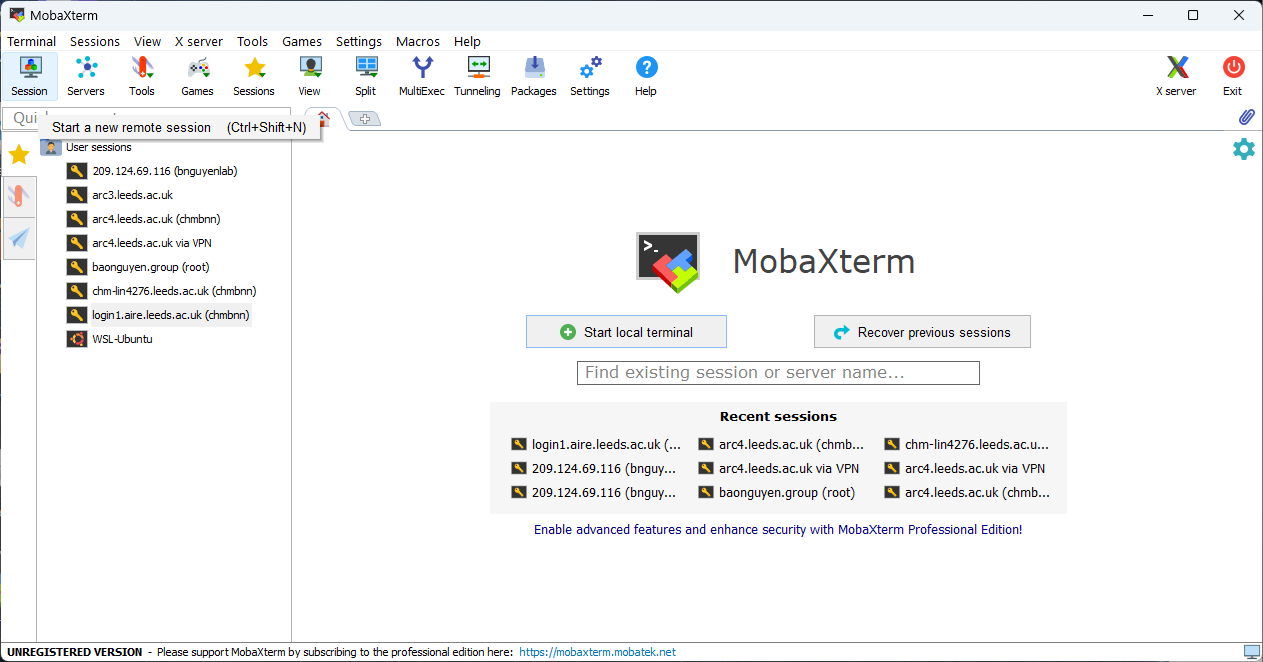 MobaXterm
Terminal Sessions View X server Tools Games Settings Macros Help
Session Servers Tools Games Sessions View Split MultiExec Tunneling Packages Settings Help X server Exit
Start a new remote session (Ctrl+Shift+N)
User sessions
209.124.69.116 (bnguyenlab)
arc3.leeds.ac.uk
arc4.leeds.ac.uk (chmbnn)
arc4.leeds.ac.uk via VPN
baonguyen.group (root)
chm-lin4276.leeds.ac.uk (chmbnn)
login1.aire.leeds.ac.uk (chmbnn)
WSL-Ubuntu
>_
MobaXterm
Start local terminal Recover previous sessions
Find existing session or server name...
Recent sessions
login1.aire.leeds.ac.uk (... arc4.leeds.ac.uk (chmb... chm-lin4276.leeds.ac.u...
209.124.69.116 (bnguy... arc4.leeds.ac.uk via VPN arc4.leeds.ac.uk via VPN
209.124.69.116 (bnguy... baonguyen.group (root) arc4.leeds.ac.uk (chmb...
Enable advanced features and enhance security with MobaXterm Professional Edition!
UNREGISTERED VERSION - Please support MobaXterm by subscribing to the professional edition here: https://mobaxterm.mobatek.net